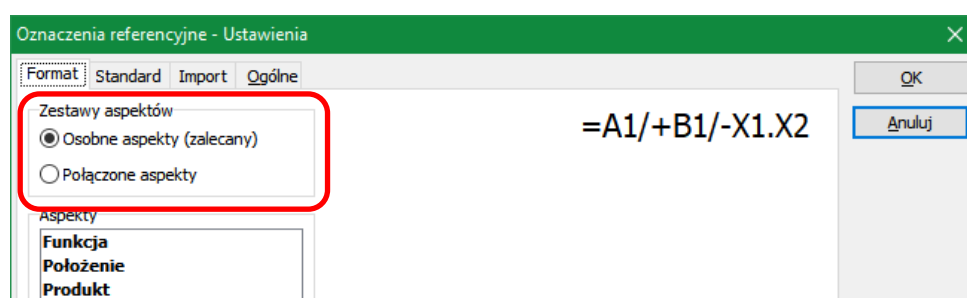 Oznaczenia referencyjne - Ustawienia
Format Standard Import Ogólne
OK
Zestawy aspektów
Osobne aspekty (zalecany)
=A1/+B1/-X1.X2
Anuluj
Połączone aspekty
Aspekty
Funkcja
Położenie
Produkt